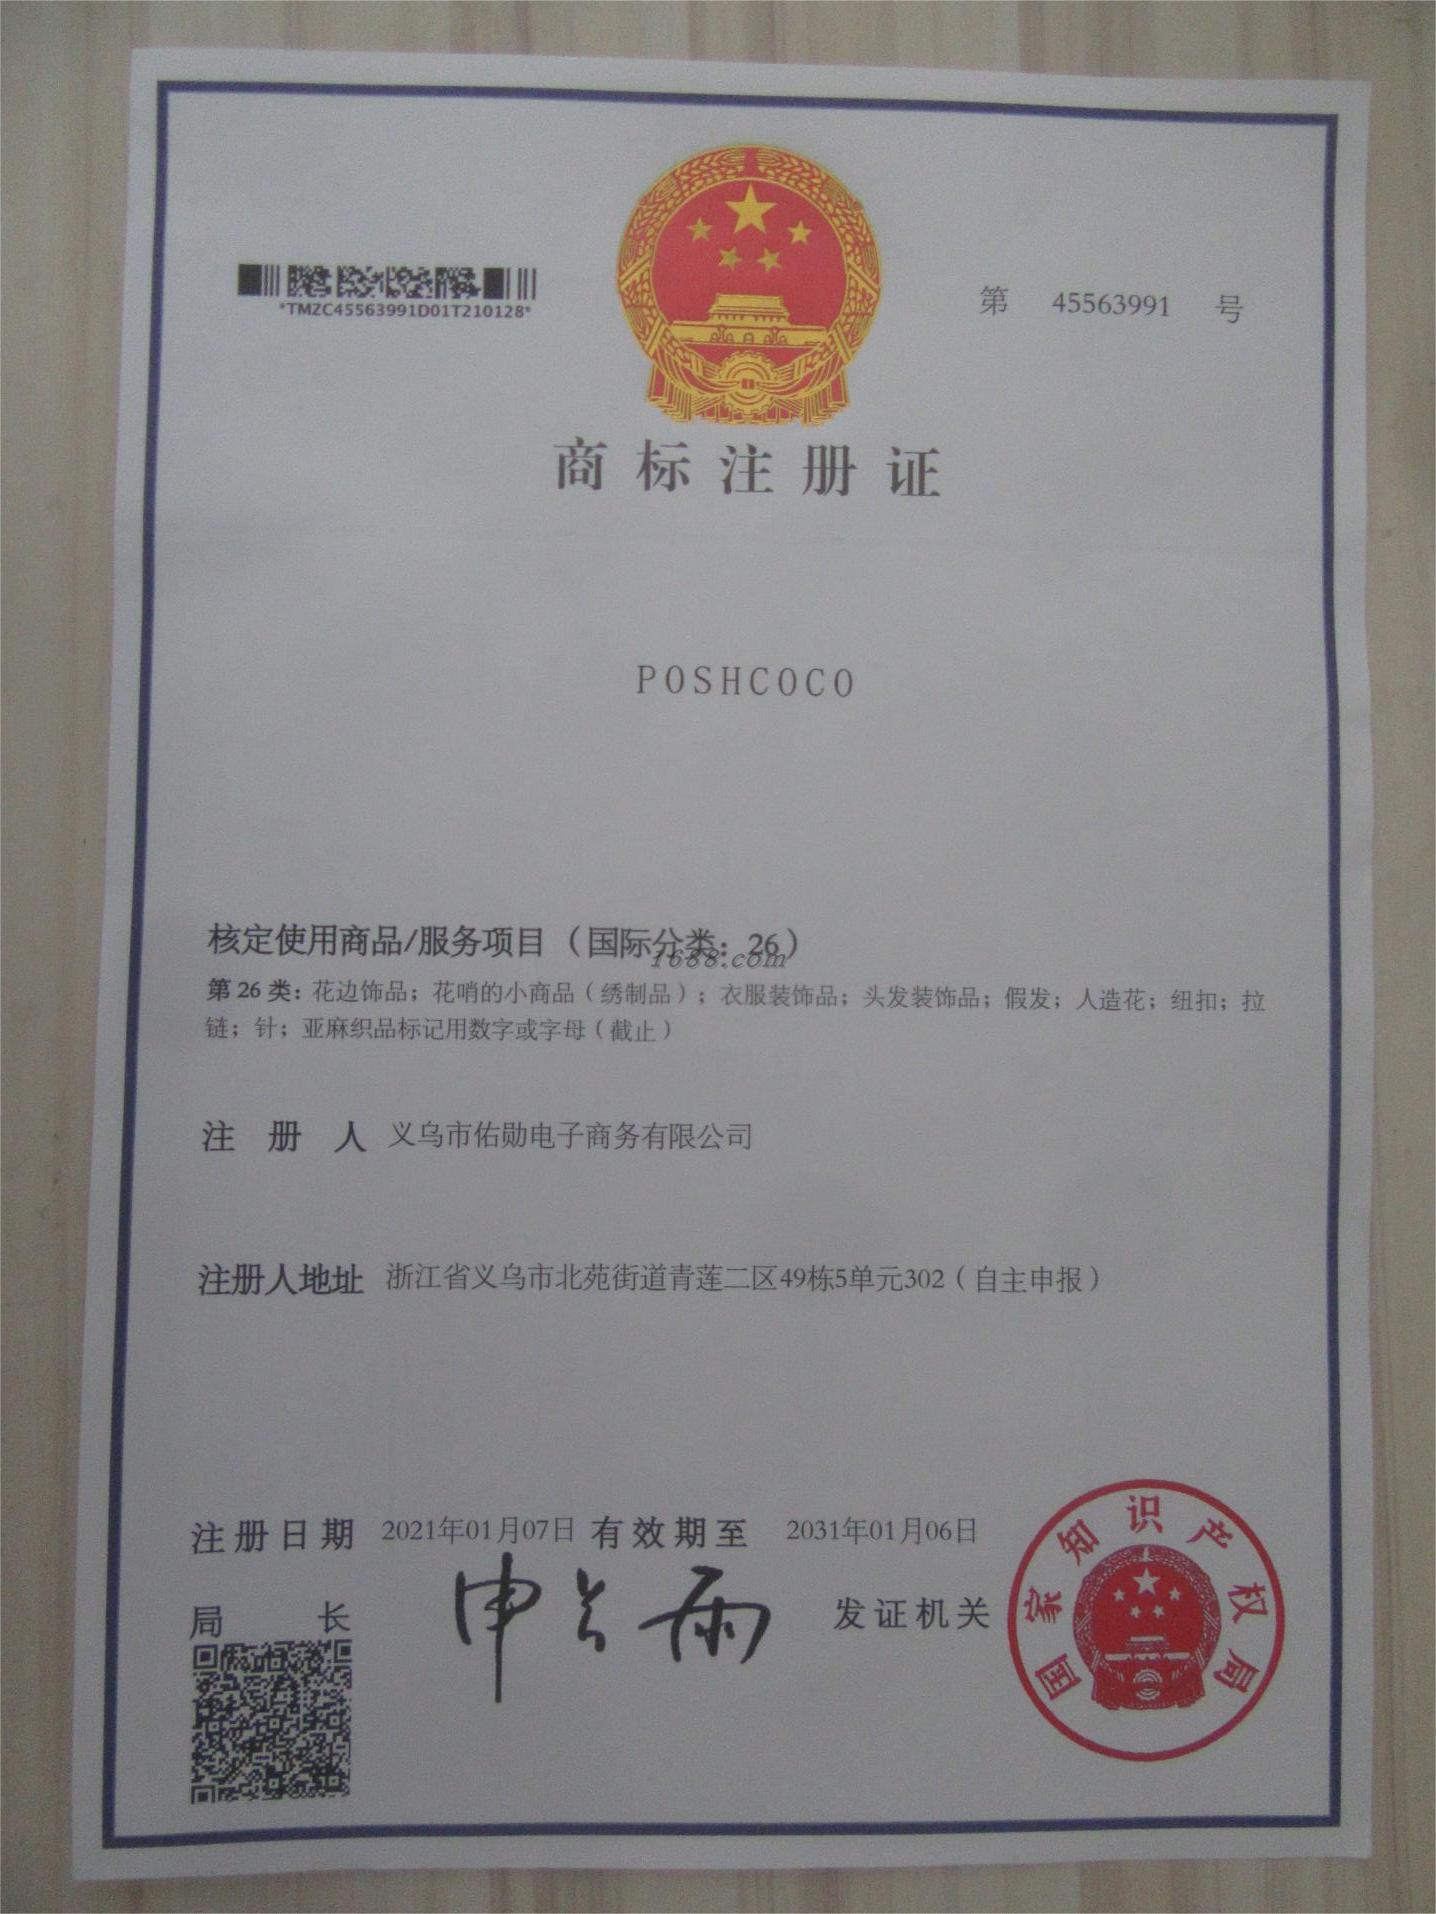 *TMZC45563991D01T210128*
第 45563991 号
商标注册证
POSHCOCO
核定使用商品/服务项目（国际分类：26）
1688.com
第 26 类：花边饰品；花哨的小商品（绣制品）；衣服装饰品；头发装饰品；假发；人造花；纽扣；拉
链；针；亚麻织品标记用数字或字母（截止）
注册人 义乌市佑勋电子商务有限公司
注册人地址 浙江省义乌市北苑街道青莲二区49栋5单元302（自主申报）
注册日期 2021年01月07日 有效期至 2031年01月06日
局长 申长雨 发证机关
国家知识产权局